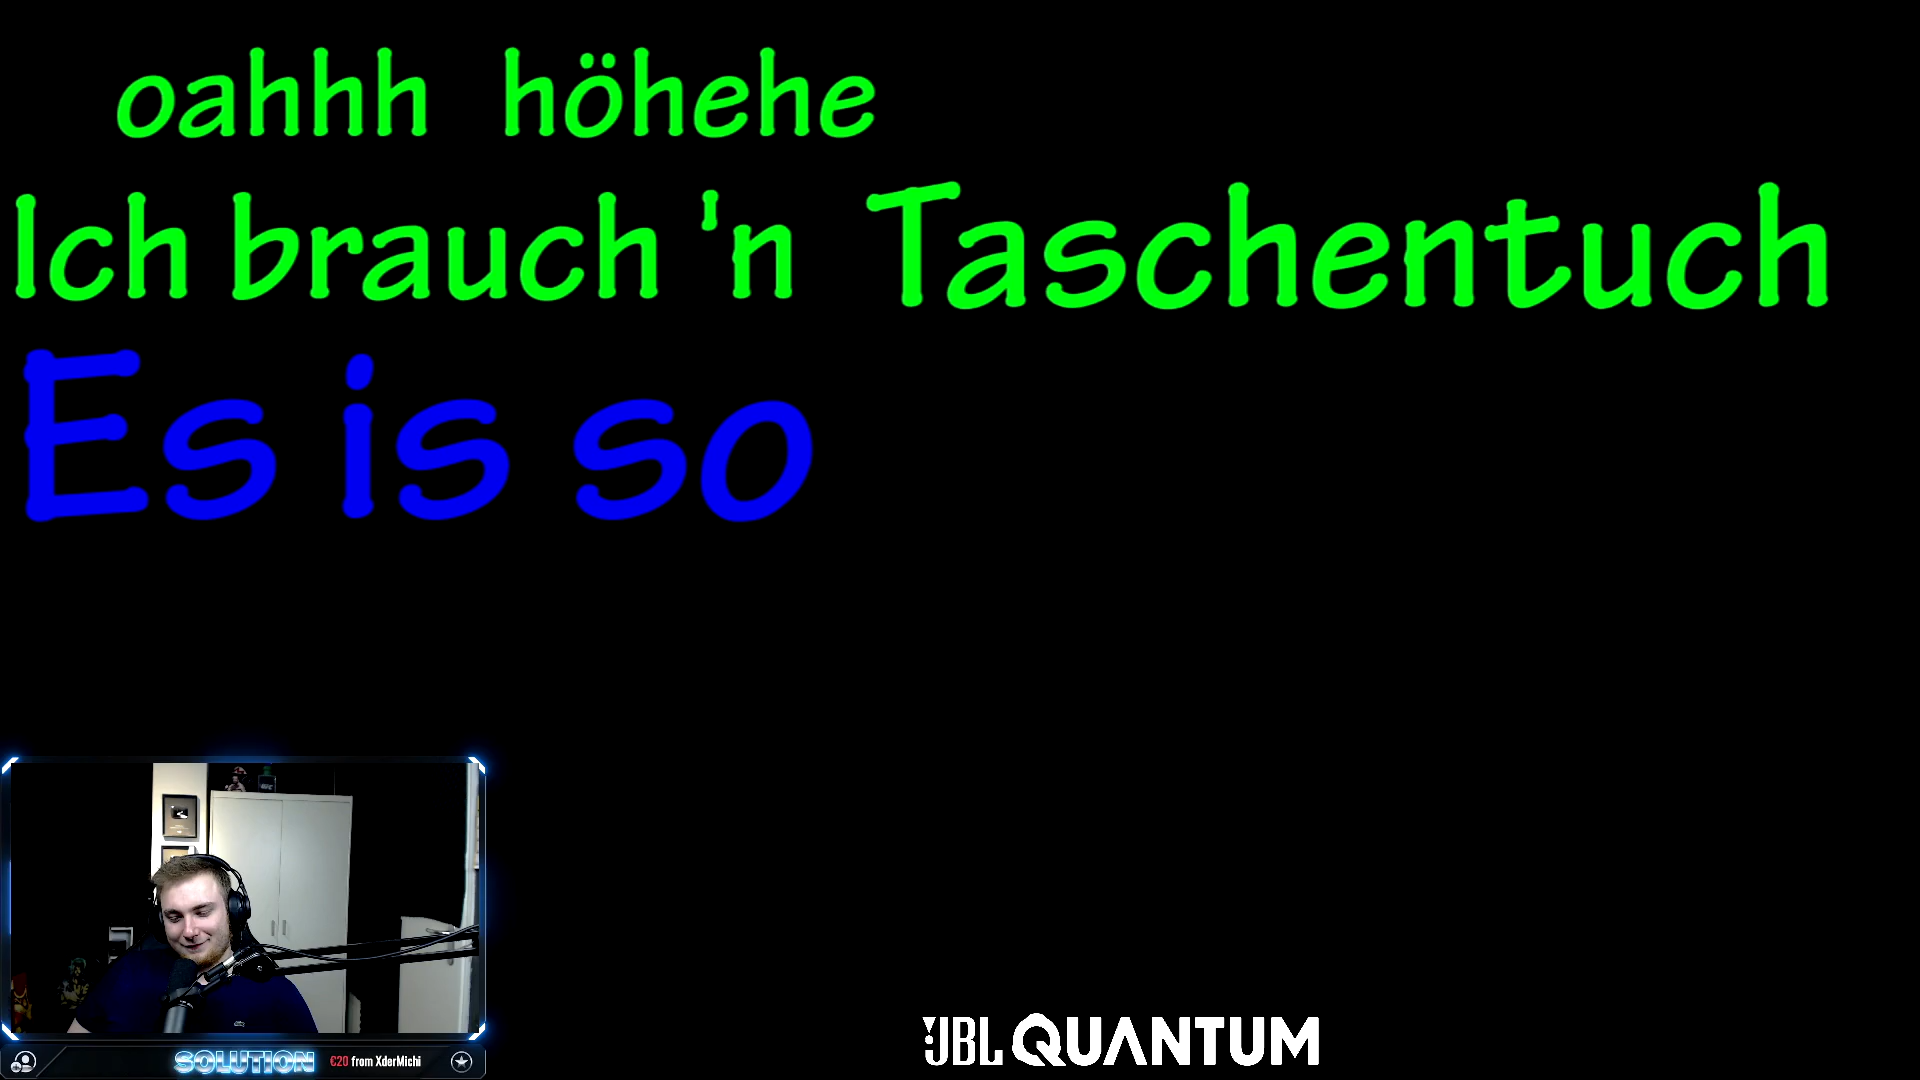 oahhh höhehe
Ich brauch 'n Taschentuch
Es is so
SOLUTION €20 from XderMichi
JBL QUANTUM